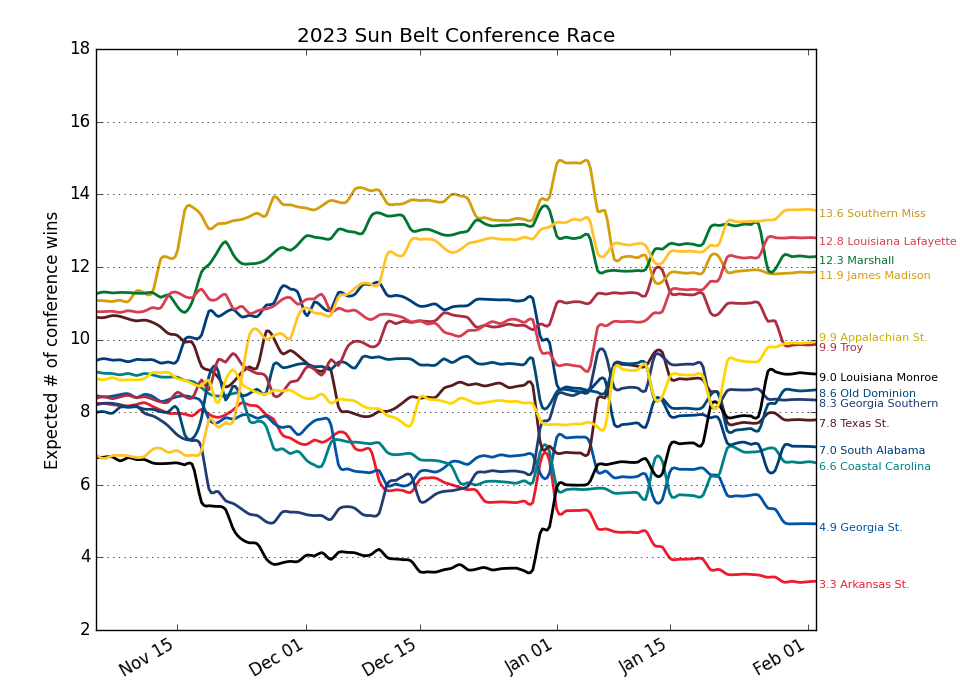 2023 Sun Belt Conference Race
Expected # of conference wins
18
16
14
12
10
8
6
4
2
13.6 Southern Miss
12.8 Louisiana Lafayette
12.3 Marshall
11.9 James Madison
9.9 Appalachian St.
9.9 Troy
9.0 Louisiana Monroe
8.6 Old Dominion
8.3 Georgia Southern
7.8 Texas St.
7.0 South Alabama
6.6 Coastal Carolina
4.9 Georgia St.
3.3 Arkansas St.
Nov 15
Dec 01
Dec 15
Jan 01
Jan 15
Feb 01